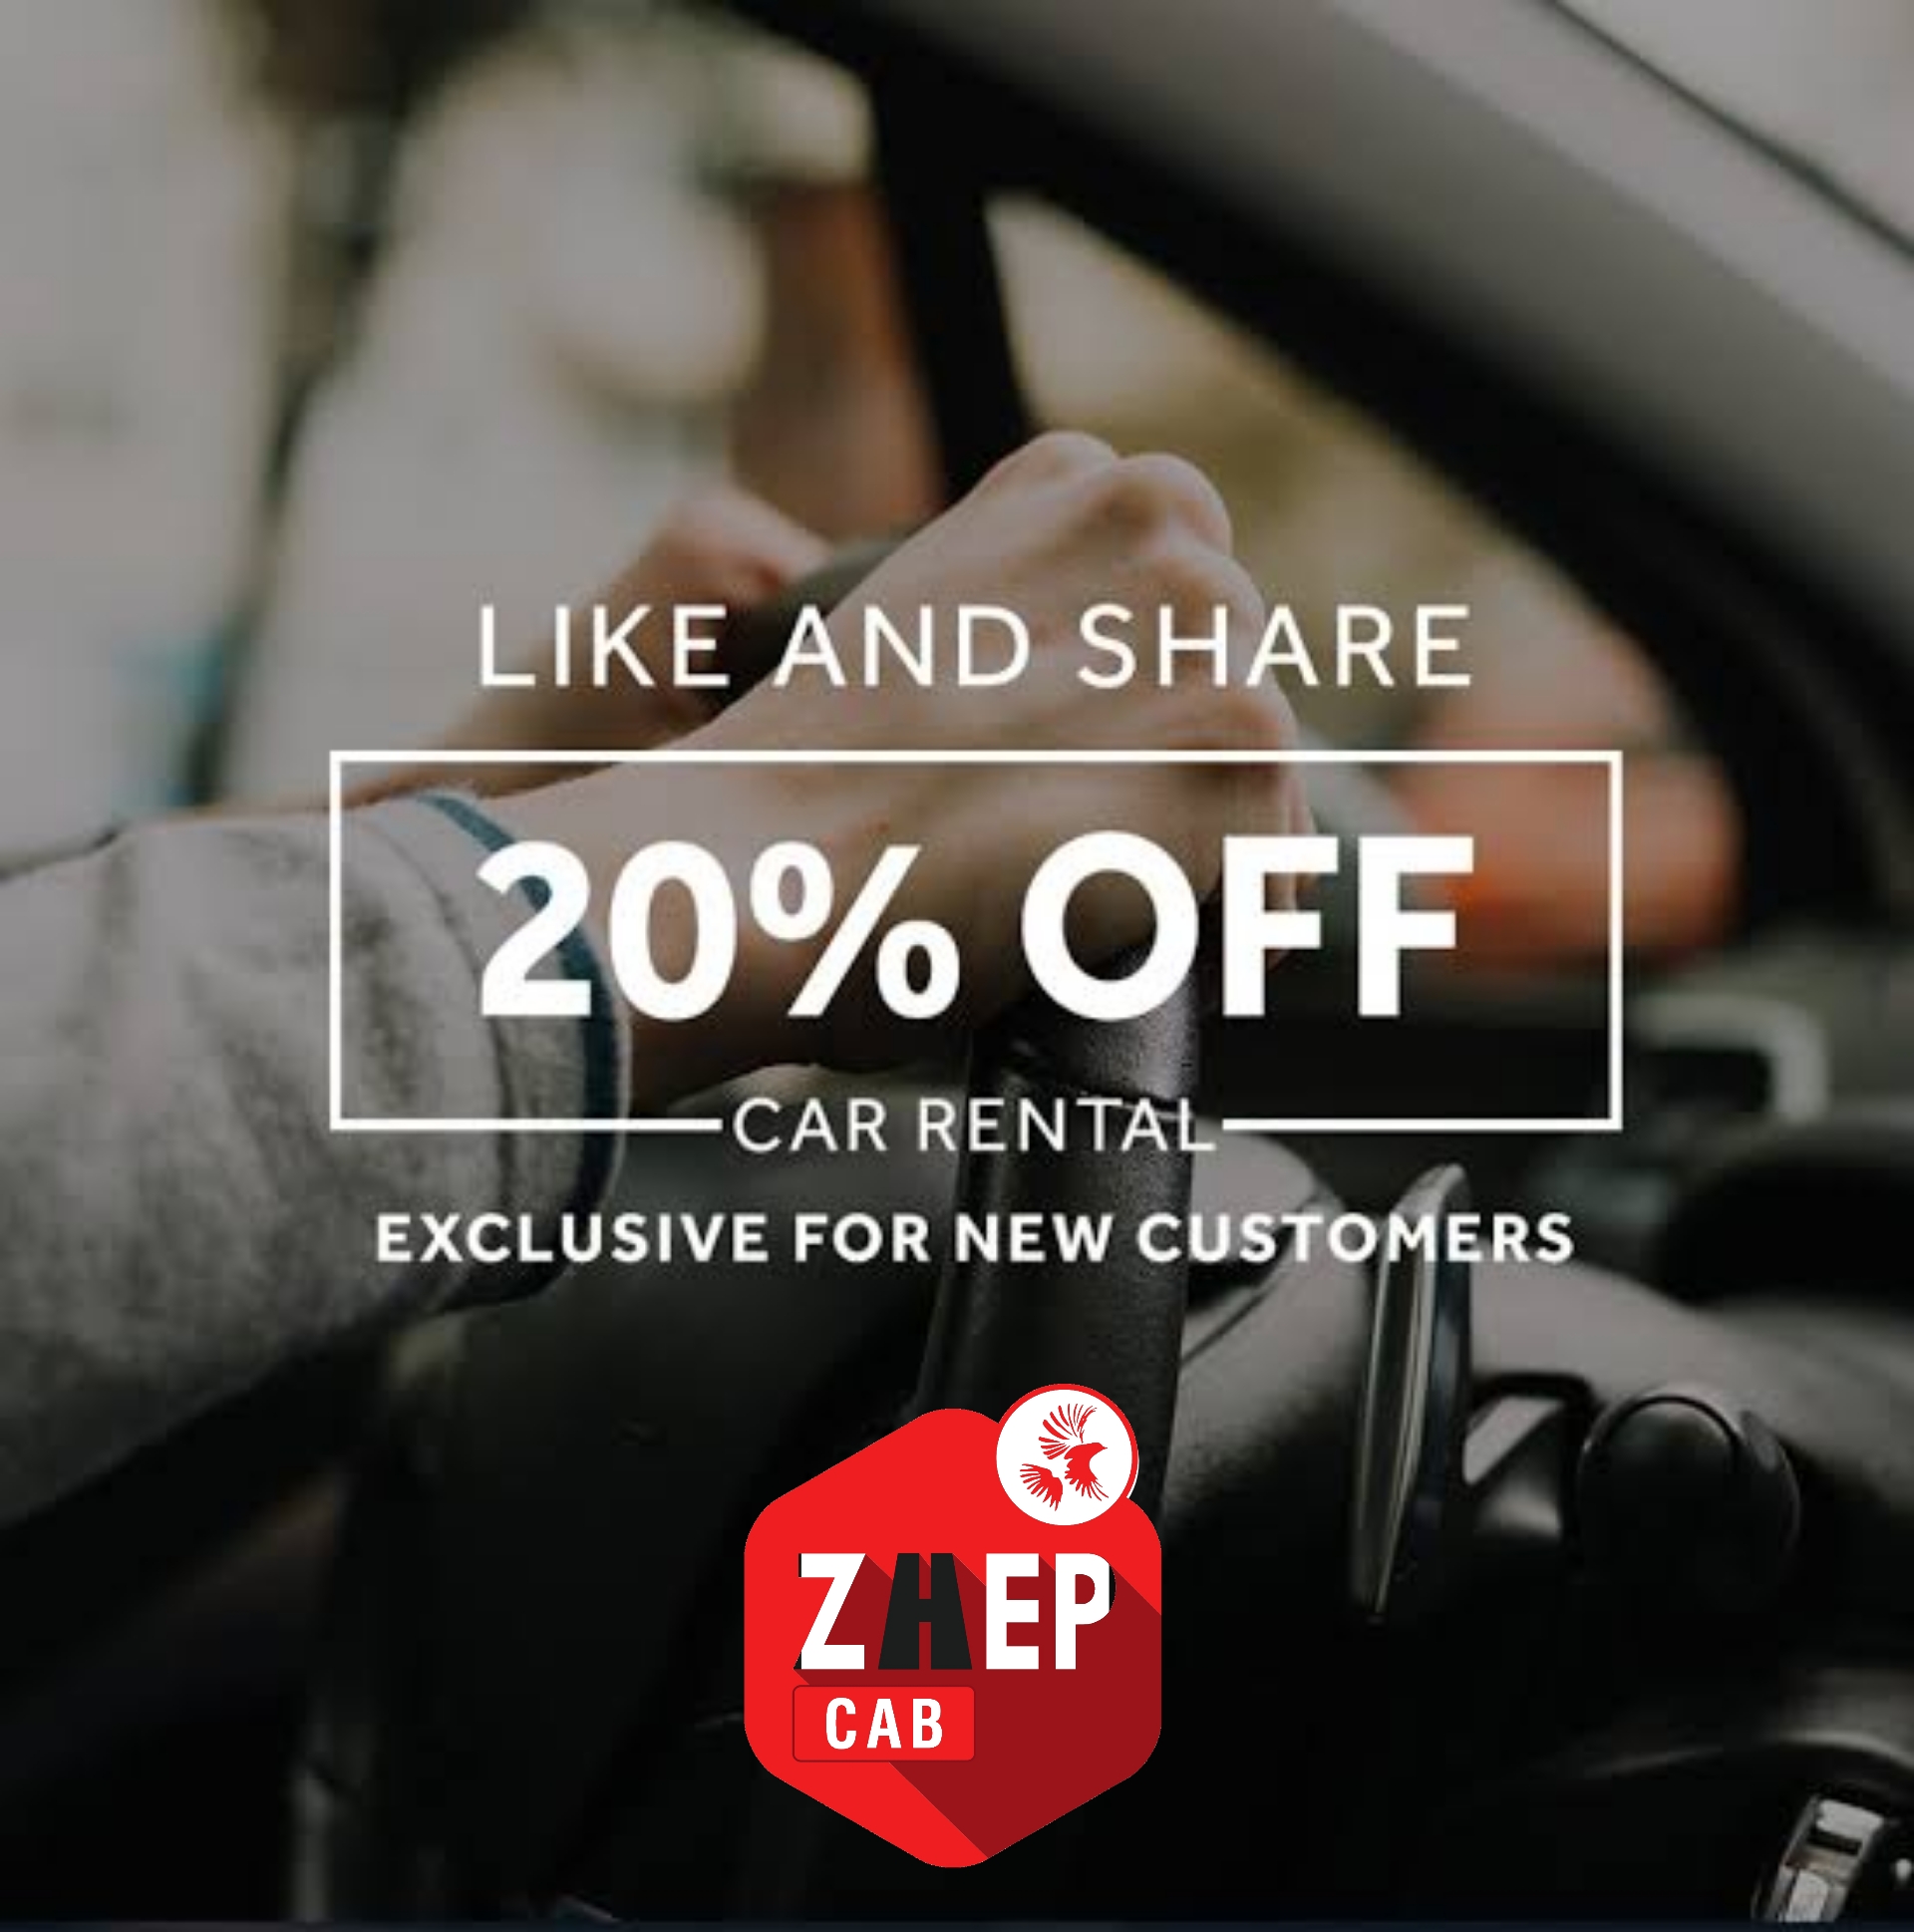 LIKE AND SHARE
20% OFF
CAR RENTAL
EXCLUSIVE FOR NEW CUSTOMERS
ZHEP
CAB